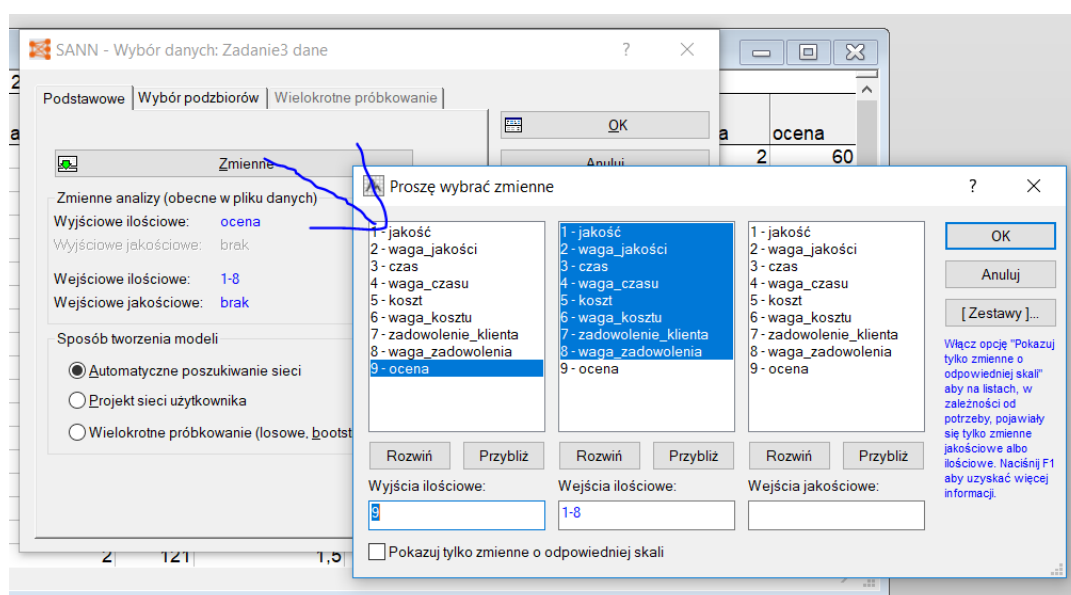 SANN - Wybór danych: Zadanie3 dane
Podstawowe Wybór podzbiorów Wielokrotne próbkowanie
OK
Anuluj
Zmienne
Zmienne analizy (obecne w pliku danych)
Wyjściowe ilościowe: ocena
Wyjściowe jakościowe: brak
Wejściowe ilościowe: 1-8
Wejściowe jakościowe: brak
Sposób tworzenia modeli
Automatyczne poszukiwanie sieci
Projekt sieci użytkownika
Wielokrotne próbkowanie (losowe, bootst
2
a
a ocena
2 60
2 121 1,5
Proszę wybrać zmienne
1 - jakość
2 - waga_jakości
3 - czas
4 - waga_czasu
5 - koszt
6 - waga_kosztu
7 - zadowolenie_klienta
8 - waga_zadowolenia
9 - ocena
1 - jakość
2 - waga_jakości
3 - czas
4 - waga_czasu
5 - koszt
6 - waga_kosztu
7 - zadowolenie_klienta
8 - waga_zadowolenia
9 - ocena
1 - jakość
2 - waga_jakości
3 - czas
4 - waga_czasu
5 - koszt
6 - waga_kosztu
7 - zadowolenie_klienta
8 - waga_zadowolenia
9 - ocena
Rozwiń Przybliż Rozwiń Przybliż Rozwiń Przybliż
Wyjścia ilościowe: Wejścia ilościowe: Wejścia jakościowe:
9 1-8
Pokazuj tylko zmienne o odpowiedniej skali
OK
Anuluj
[ Zestawy ]...
Włącz opcję "Pokazuj
tylko zmienne o
odpowiedniej skali"
aby na listach, w
zależności od
potrzeby, pojawiały
się tylko zmienne
jakościowe albo
ilościowe. Naciśnij F1
aby uzyskać więcej
informacji.